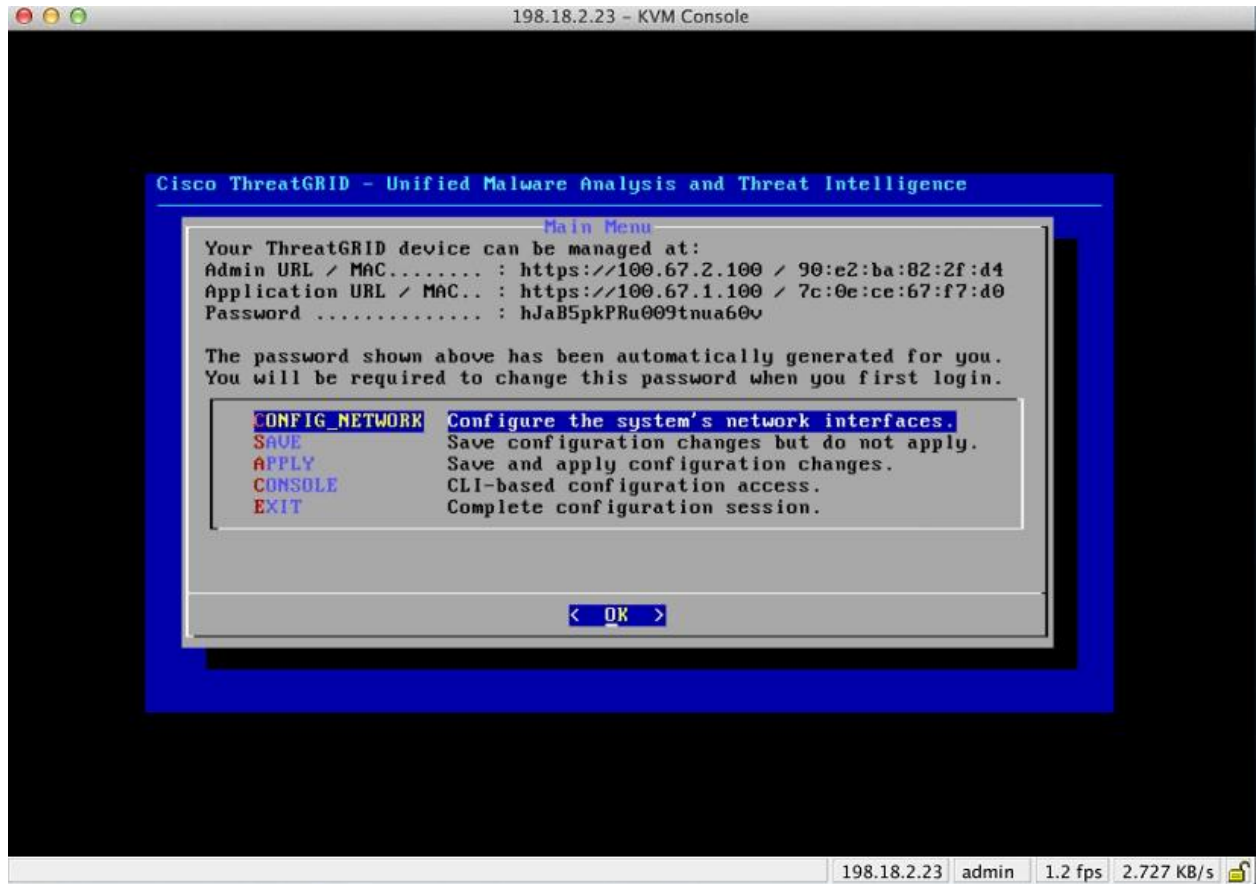 198.18.2.23 – KVM Console
Cisco ThreatGRID - Unified Malware Analysis and Threat Intelligence
Main Menu
Your ThreatGRID device can be managed at:
Admin URL / MAC........ : https://100.67.2.100 / 90:e2:ba:82:2f:d4
Application URL / MAC.. : https://100.67.1.100 / 7c:0e:ce:67:f7:d0
Password .............. : hJaB5pkPRu009tnua60v
The password shown above has been automatically generated for you.
You will be required to change this password when you first login.
CONFIG_NETWORK Configure the system's network interfaces.
SAVE Save configuration changes but do not apply.
APPLY Save and apply configuration changes.
CONSOLE CLI-based configuration access.
EXIT Complete configuration session.
< OK >
198.18.2.23 admin 1.2 fps 2.727 KB/s